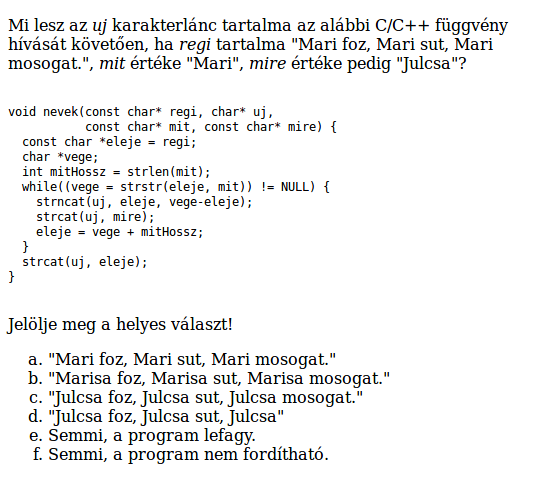 Mi lesz az uj karakterlánc tartalma az alábbi C/C++ függvény
hívását követően, ha regi tartalma "Mari foz, Mari sut, Mari
mosogat.", mit értéke "Mari", mire értéke pedig "Julcsa"?
void nevek(const char* regi, char* uj,
           const char* mit, const char* mire) {
  const char *eleje = regi;
  char *vege;
  int mitHossz = strlen(mit);
  while((vege = strstr(eleje, mit)) != NULL) {
    strncat(uj, eleje, vege-eleje);
    strcat(uj, mire);
    eleje = vege + mitHossz;
  }
  strcat(uj, eleje);
}
Jelölje meg a helyes választ!
a. "Mari foz, Mari sut, Mari mosogat."
b. "Marisa foz, Marisa sut, Marisa mosogat."
c. "Julcsa foz, Julcsa sut, Julcsa mosogat."
d. "Julcsa foz, Julcsa sut, Julcsa"
e. Semmi, a program lefagy.
f. Semmi, a program nem fordítható.